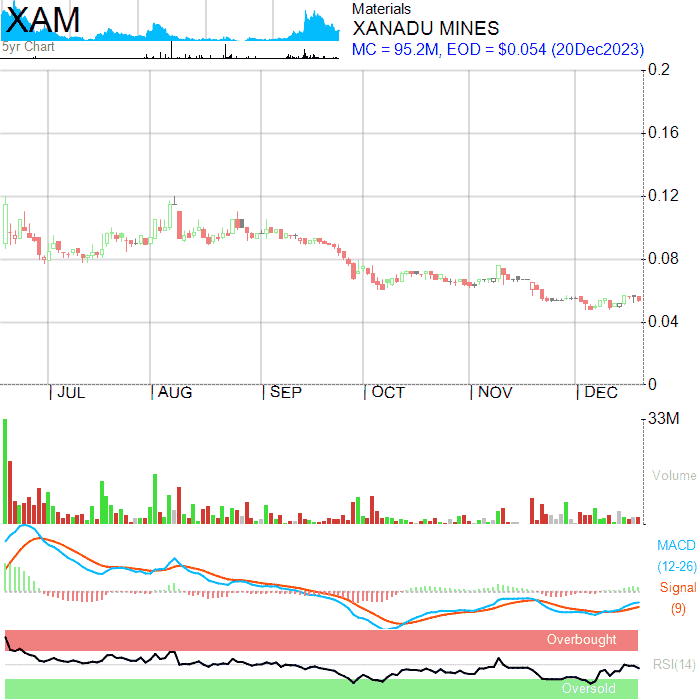 XAM
5yr Chart
Materials
XANADU MINES
MC = 95.2M, EOD = $0.054 (20Dec2023)
0.2
0.16
0.12
0.08
0.04
0
JUL AUG SEP OCT NOV DEC
33M
Volume
MACD
(12-26)
Signal
(9)
Overbought
RSI(14)
Oversold